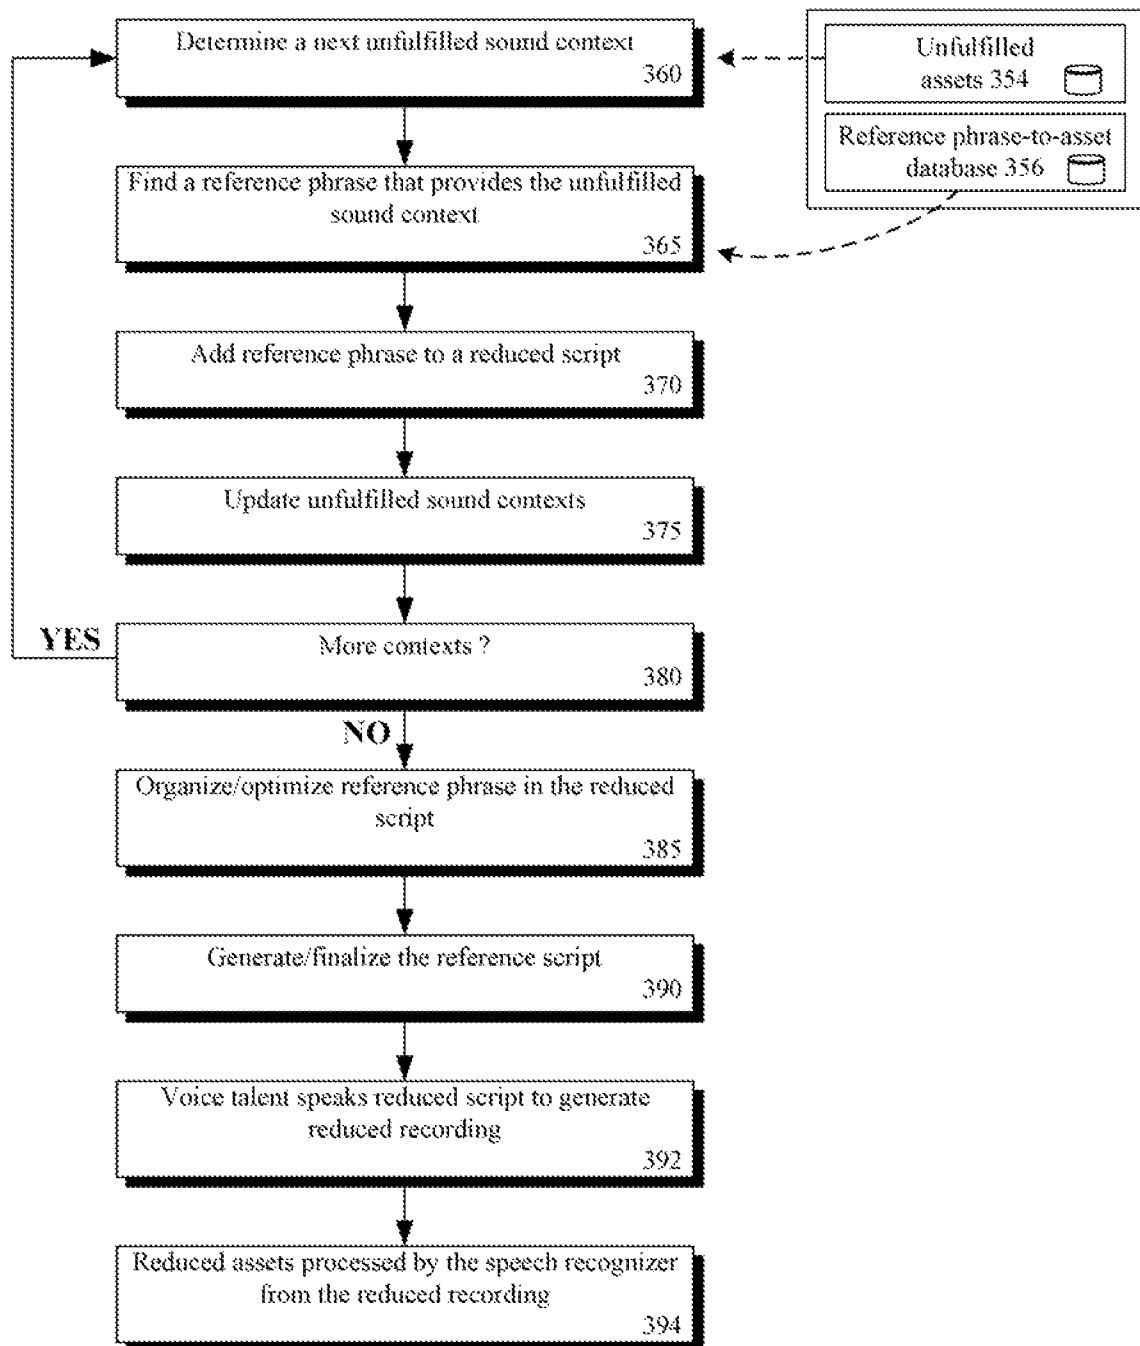 Determine a next unfulfilled sound context
360
Unfulfilled
assets 354
Reference phrase-to-asset
database 356
Find a reference phrase that provides the unfulfilled
sound context
365
Add reference phrase to a reduced script
370
Update unfulfilled sound contexts
375
YES
More contexts ?
380
NO
Organize/optimize reference phrase in the reduced
script
385
Generate/finalize the reference script
390
Voice talent speaks reduced script to generate
reduced recording
392
Reduced assets processed by the speech recognizer
from the reduced recording
394